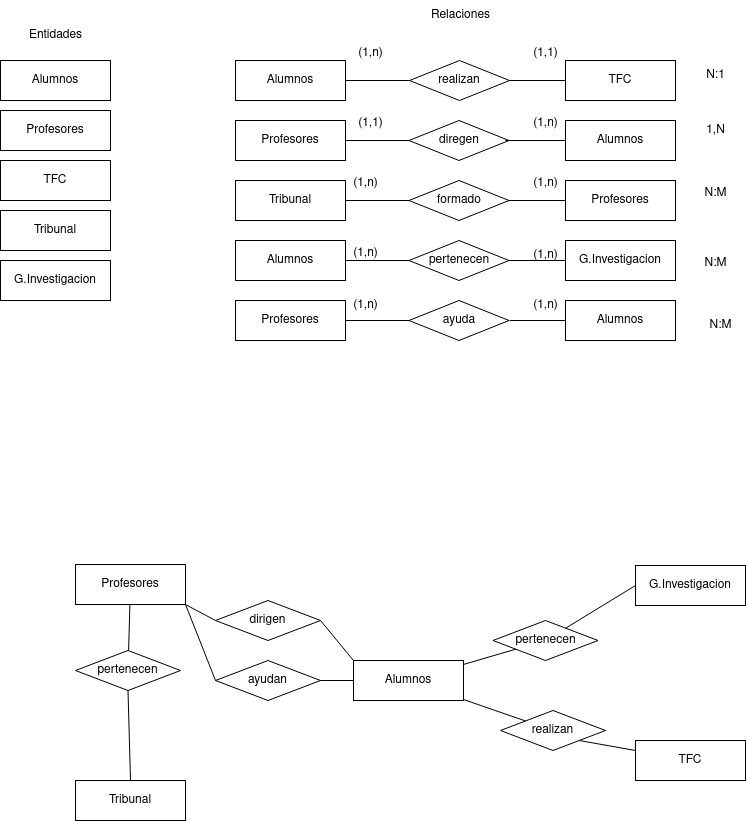 Relaciones
Entidades
Alumnos
Profesores
TFC
Tribunal
G.Investigacion
(1,n)
(1,1)
Alumnos
realizan
TFC
N:1
(1,1)
(1,n)
Profesores
diregen
Alumnos
1,N
(1,n)
(1,n)
Tribunal
formado
Profesores
N:M
(1,n)
(1,n)
Alumnos
pertenecen
G.Investigacion
N:M
(1,n)
(1,n)
Profesores
ayuda
Alumnos
N:M
Profesores
G.Investigacion
dirigen
pertenecen
pertenecen
ayudan
Alumnos
realizan
TFC
Tribunal